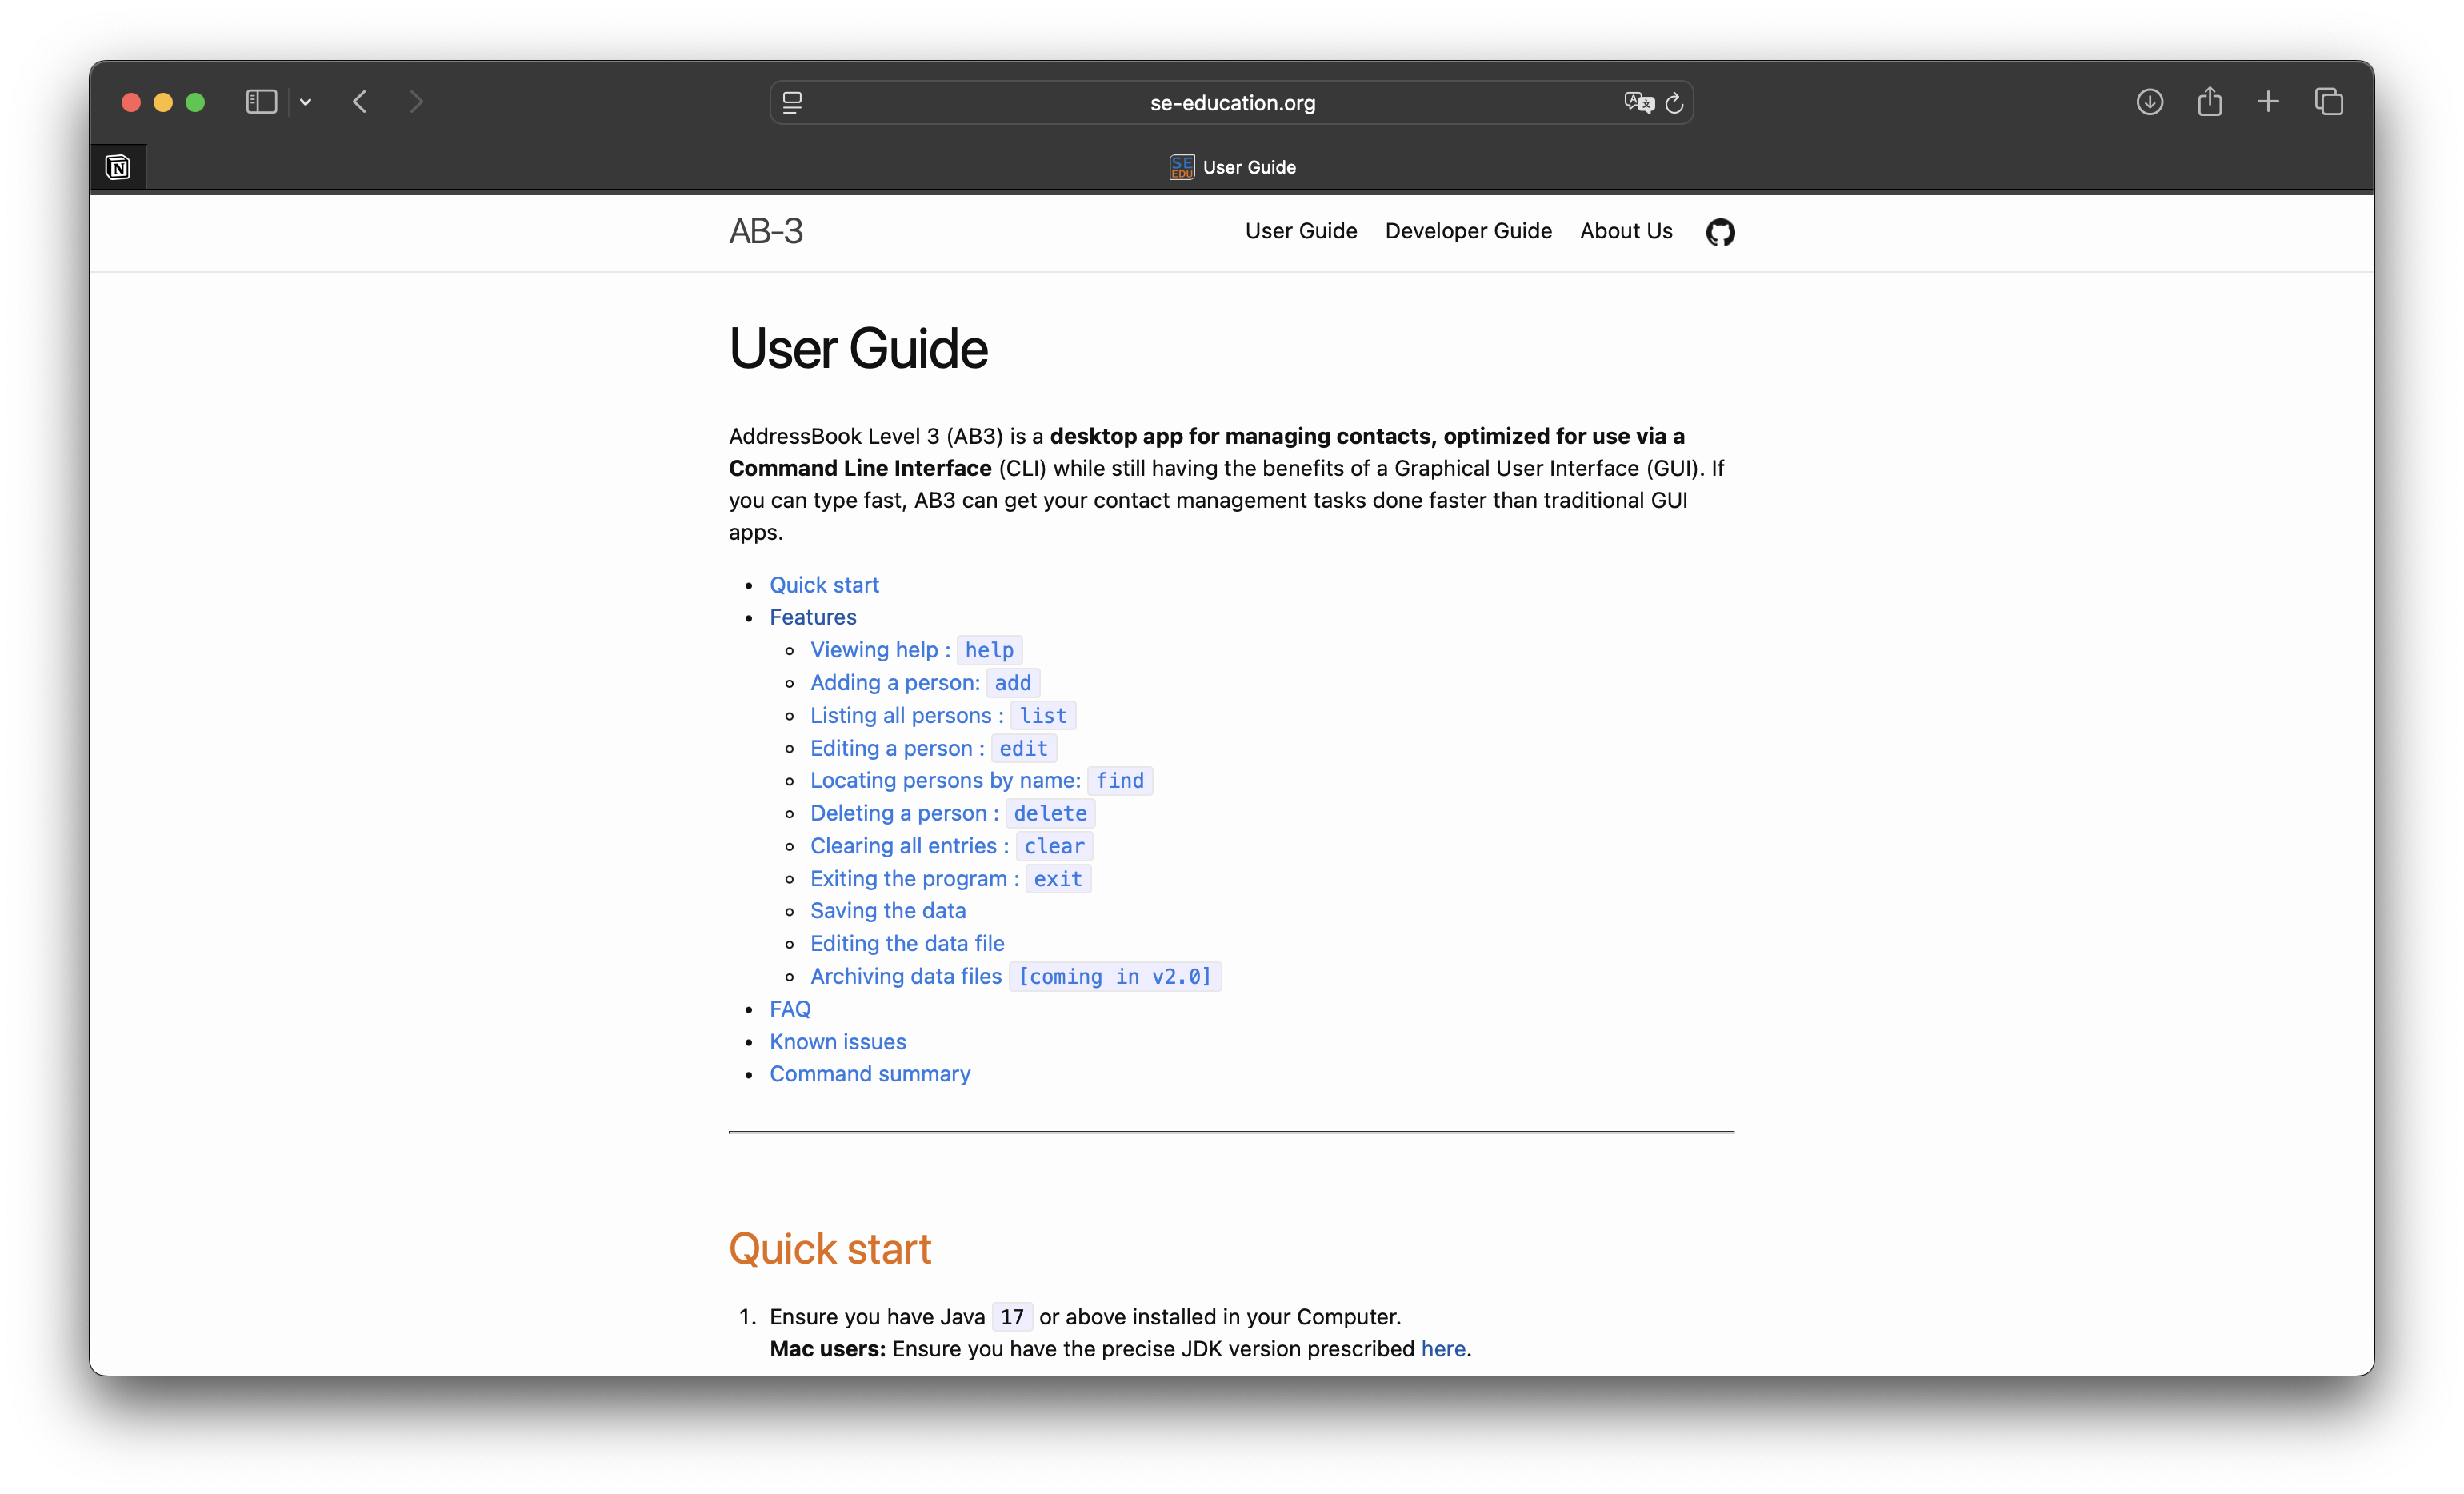 se-education.org
SE
EDU
User Guide
AB-3
User Guide
Developer Guide
About Us
User Guide
AddressBook Level 3 (AB3) is a desktop app for managing contacts, optimized for use via a
Command Line Interface (CLI) while still having the benefits of a Graphical User Interface (GUI). If
you can type fast, AB3 can get your contact management tasks done faster than traditional GUI
apps.
• Quick start
• Features
◦ Viewing help : help
◦ Adding a person: add
◦ Listing all persons : list
◦ Editing a person : edit
◦ Locating persons by name: find
◦ Deleting a person : delete
◦ Clearing all entries : clear
◦ Exiting the program : exit
◦ Saving the data
◦ Editing the data file
◦ Archiving data files [coming in v2.0]
• FAQ
• Known issues
• Command summary
Quick start
1. Ensure you have Java 17 or above installed in your Computer.
Mac users: Ensure you have the precise JDK version prescribed here.